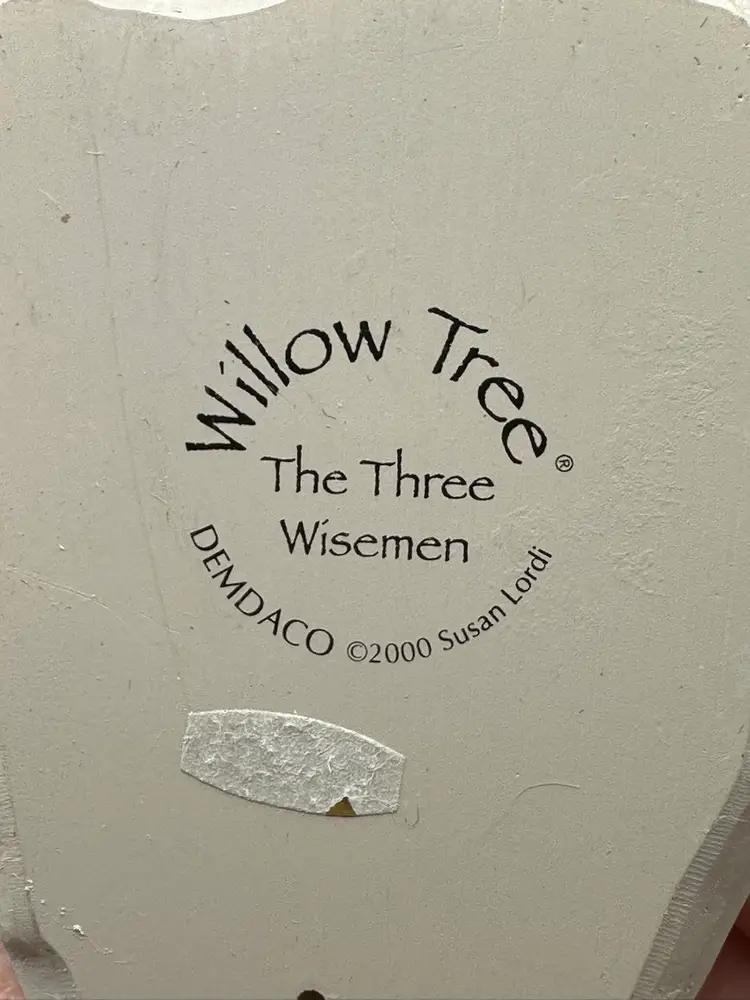 Willow Tree®
The Three
Wisemen
DEMDACO ©2000 Susan Lordi